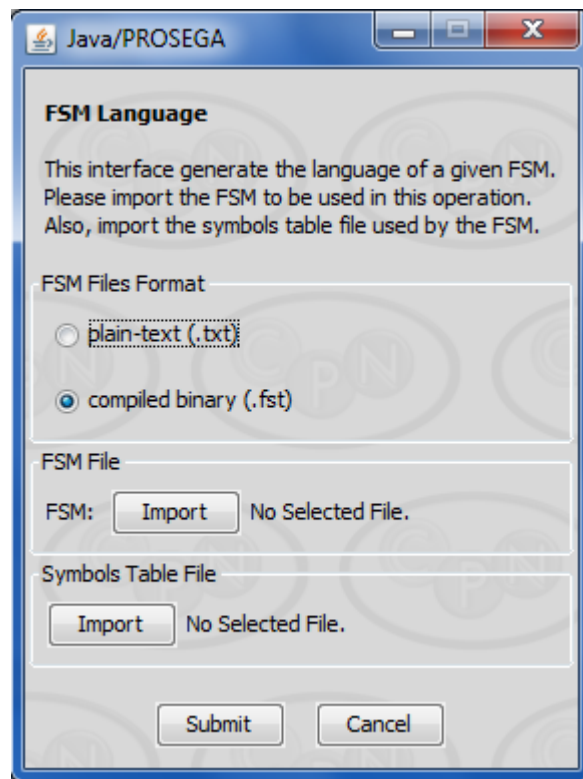 Java/PROSEGA
FSM Language
This interface generate the language of a given FSM.
Please import the FSM to be used in this operation.
Also, import the symbols table file used by the FSM.
FSM Files Format
plain-text (.txt)
compiled binary (.fst)
FSM File
FSM: Import No Selected File.
Symbols Table File
Import No Selected File.
Submit Cancel